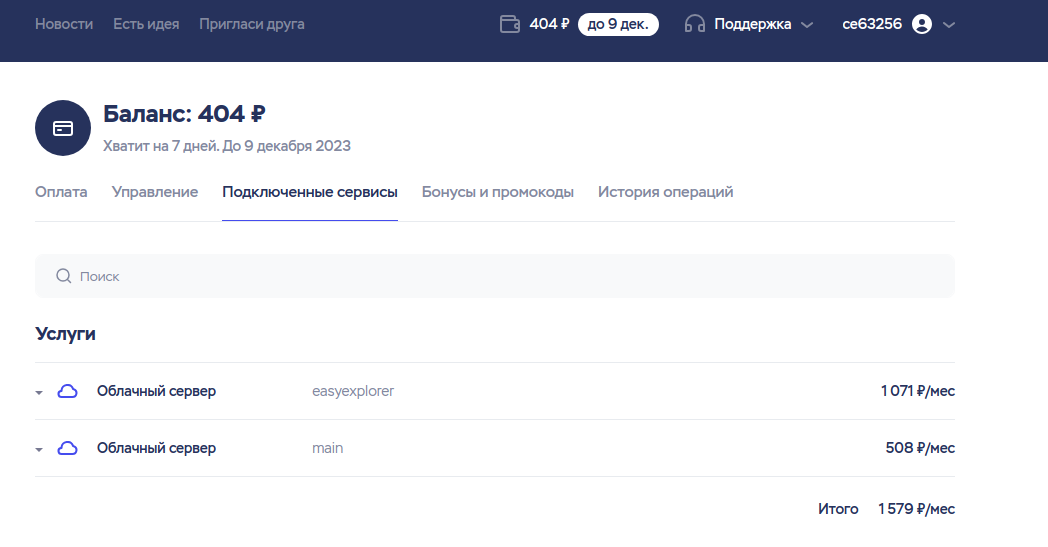 Новости Есть идея Пригласи друга 404 ₽ до 9 дек. Поддержка ce63256
Баланс: 404 ₽
Хватит на 7 дней. До 9 декабря 2023
Оплата Управление Подключенные сервисы Бонусы и промокоды История операций
Поиск
Услуги
Облачный сервер easyexplorer 1 071 ₽/мес
Облачный сервер main 508 ₽/мес
Итого 1 579 ₽/мес